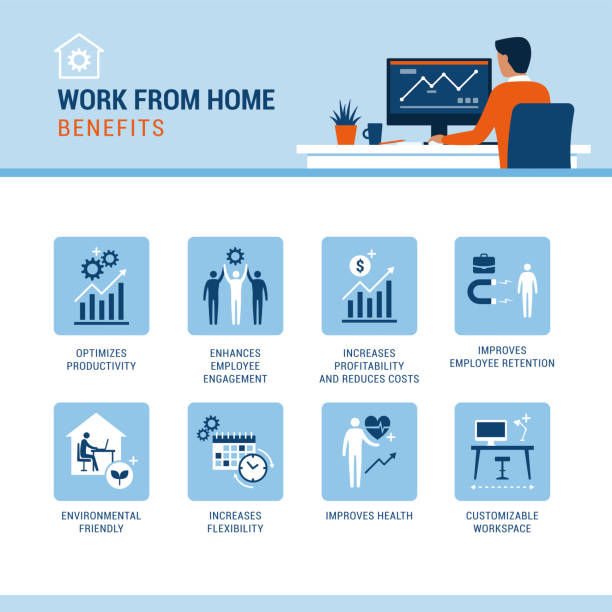 WORK FROM HOME
BENEFITS
$
OPTIMIZES
PRODUCTIVITY
ENHANCES
EMPLOYEE
ENGAGEMENT
INCREASES
PROFITABILITY
AND REDUCES COSTS
IMPROVES
EMPLOYEE RETENTION
ENVIRONMENTAL
FRIENDLY
INCREASES
FLEXIBILITY
IMPROVES HEALTH
CUSTOMIZABLE
WORKSPACE